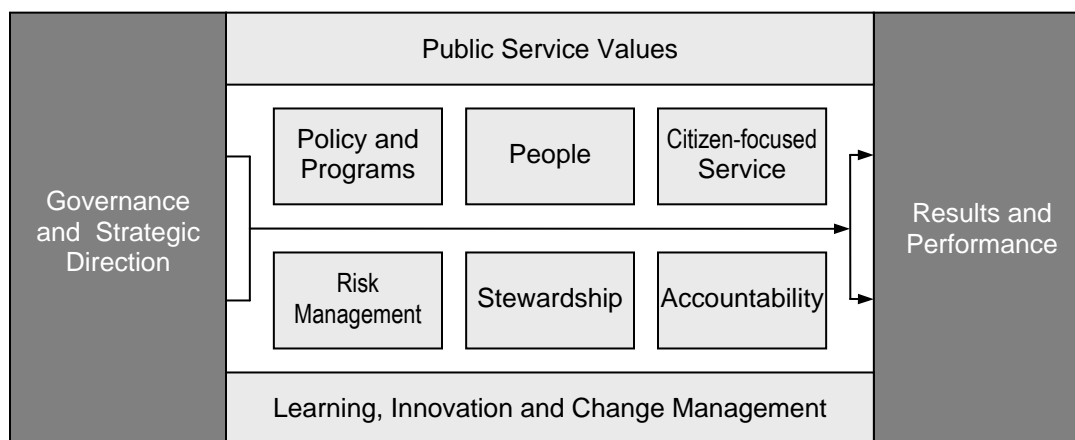 Public Service Values
Policy and
Programs
People
Citizen-focused
Service
Governance
and Strategic
Direction
Results and
Performance
Risk
Management
Stewardship
Accountability
Learning, Innovation and Change Management